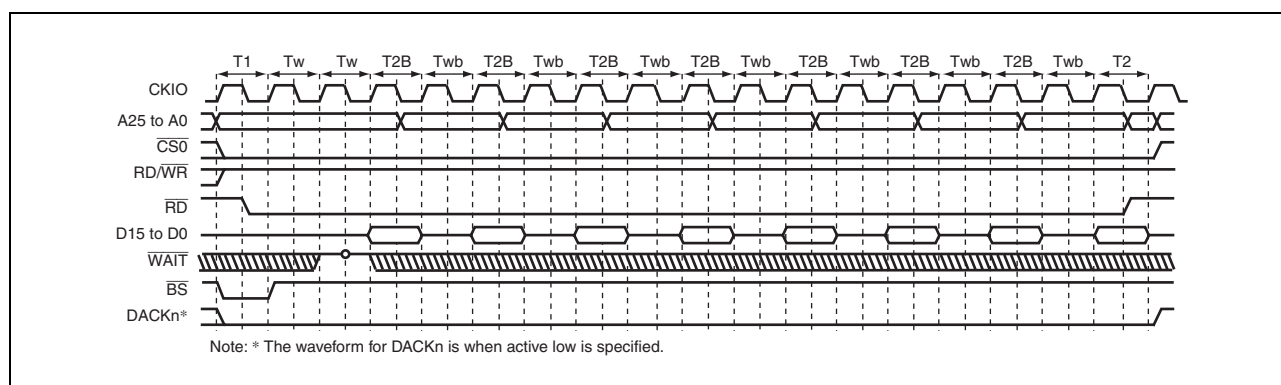 T1 Tw Tw T2B Twb T2B Twb T2B Twb T2B Twb T2B Twb T2B Twb T2B Twb T2
CKIO
A25 to A0
CS0
RD/WR
RD
D15 to D0
WAIT
BS
DACKn*
Note: * The waveform for DACKn is when active low is specified.